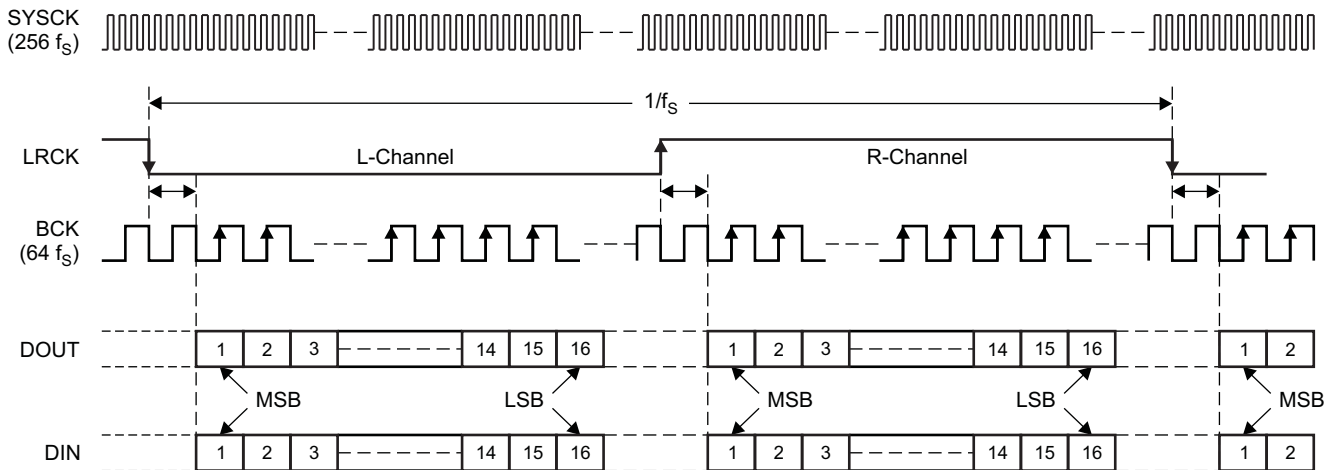 SYSCK
(256 fS)
1/fS
LRCK
L-Channel
R-Channel
BCK
(64 fS)
DOUT
1 2 3 14 15 16
1 2 3 14 15 16
1 2
MSB
LSB
MSB
LSB
MSB
DIN
1 2 3 14 15 16
1 2 3 14 15 16
1 2